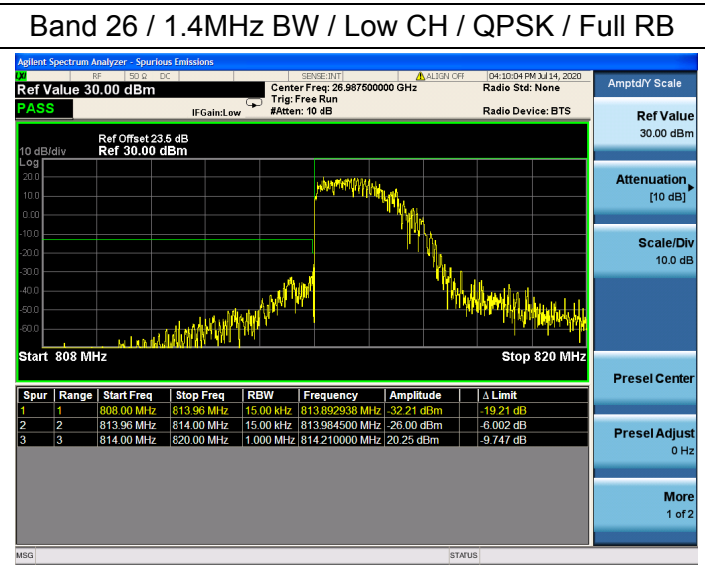 Band 26 / 1.4MHz BW / Low CH / QPSK / Full RB
Agilent Spectrum Analyzer - Spurious Emissions
LXI RF 50 Ω DC SENSE:INT ALIGN OFF 04:10:04 PM Jul 14, 2020
Ref Value 30.00 dBm Center Freq: 26.987500000 GHz Radio Std: None
PASS IFGain:Low Trig: Free Run
#Atten: 10 dB Radio Device: BTS
Ref Offset 23.5 dB
10 dB/div Ref 30.00 dBm
Log
20.0
10.0
0.00
-10.0
-20.0
-30.0
-40.0
-50.0
-60.0
Start 808 MHz Stop 820 MHz
Spur Range Start Freq Stop Freq RBW Frequency Amplitude Δ Limit
1 1 808.00 MHz 813.96 MHz 15.00 kHz 813.892938 MHz -32.21 dBm -19.21 dB
2 2 813.96 MHz 814.00 MHz 15.00 kHz 813.984500 MHz -26.00 dBm -6.002 dB
3 3 814.00 MHz 820.00 MHz 1.000 MHz 814.210000 MHz 20.25 dBm -9.747 dB
Amptd/Y Scale
Ref Value
30.00 dBm
Attenuation
[10 dB]
Scale/Div
10.0 dB
Presel Center
Presel Adjust
0 Hz
More
1 of 2
MSG STATUS